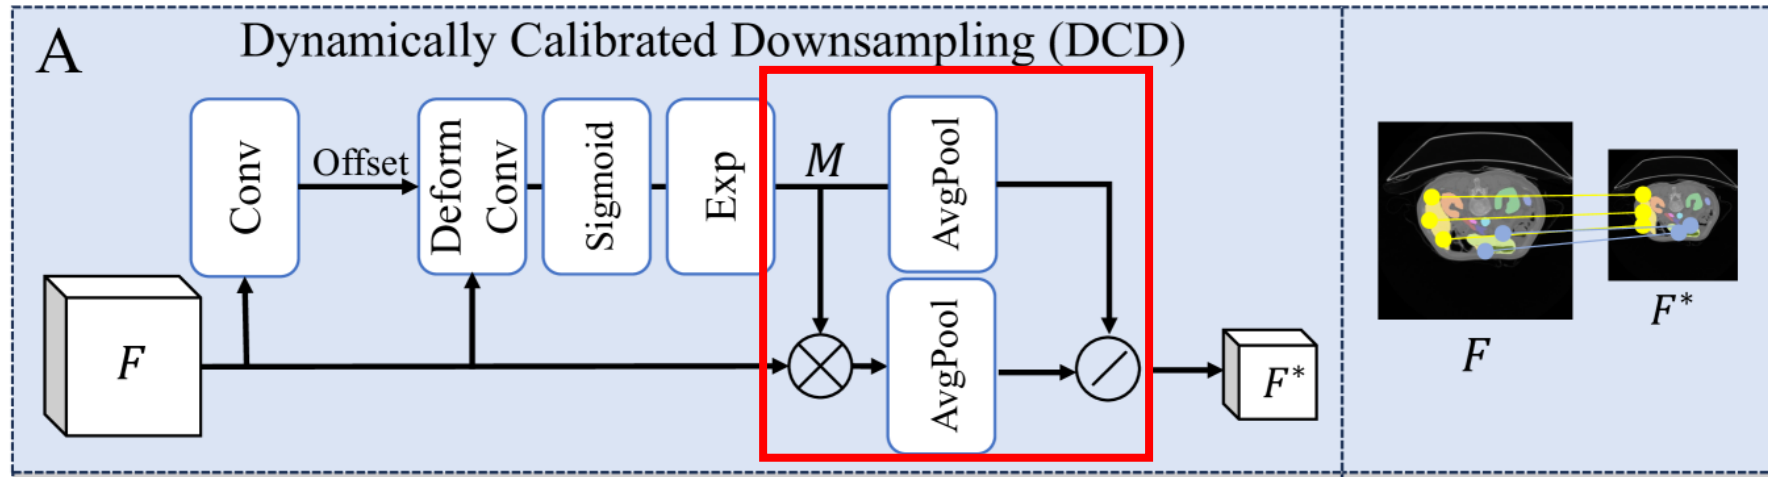 A
Dynamically Calibrated Downsampling (DCD)
Conv
Offset
Deform
Conv
Sigmoid
Exp
M
AvgPool
AvgPool
F
F*
F
F*